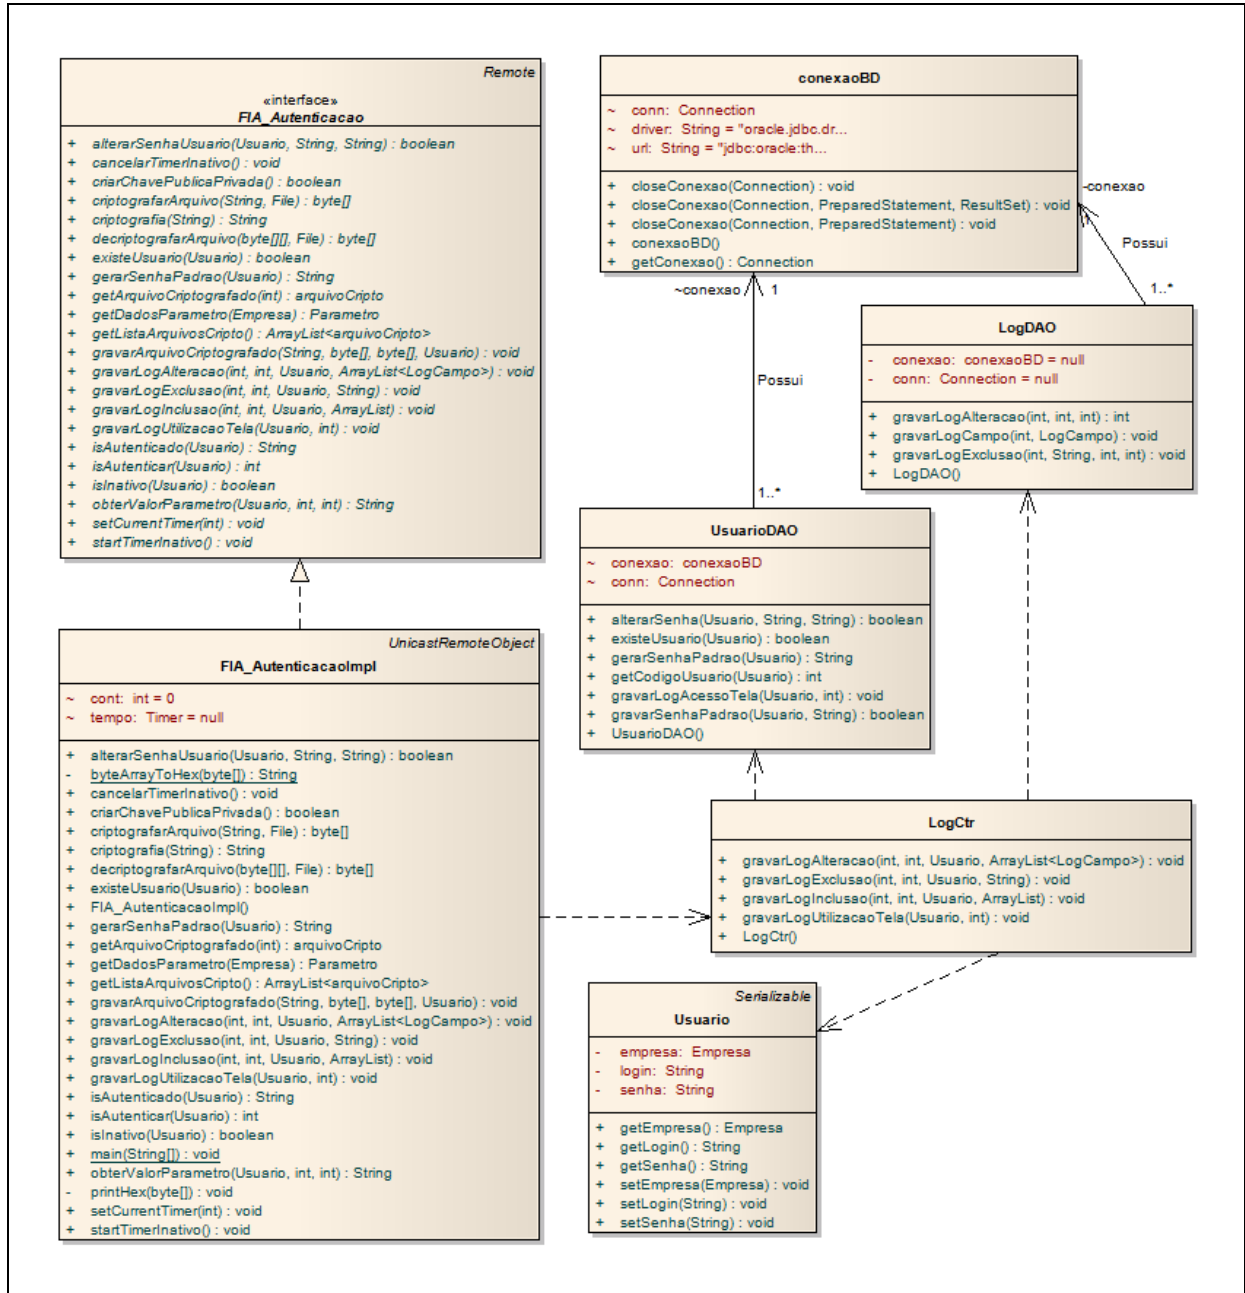 Remote
«interface»
FIA_Autenticacao
+ alterarSenhaUsuario(Usuario, String, String) : boolean
+ cancelarTimerInativo() : void
+ criarChavePublicaPrivada() : boolean
+ criptografarArquivo(String, File) : byte[]
+ criptografia(String) : String
+ decriptografarArquivo(byte[][], File) : byte[]
+ existeUsuario(Usuario) : boolean
+ gerarSenhaPadrao(Usuario) : String
+ getArquivoCriptografado(int) : arquivoCripto
+ getDadosParametro(Empresa) : Parametro
+ getListaArquivosCripto() : ArrayList<arquivoCripto>
+ gravarArquivoCriptografado(String, byte[], byte[], Usuario) : void
+ gravarLogAlteracao(int, int, Usuario, ArrayList<LogCampo>) : void
+ gravarLogExclusao(int, int, Usuario, String) : void
+ gravarLogInclusao(int, int, Usuario, ArrayList) : void
+ gravarLogUtilizacaoTela(Usuario, int) : void
+ isAutenticado(Usuario) : String
+ isAutenticar(Usuario) : int
+ isInativo(Usuario) : boolean
+ obterValorParametro(Usuario, int, int) : String
+ setCurrentTimer(int) : void
+ startTimerInativo() : void
conexaoBD
~ conn: Connection
~ driver: String = "oracle.jdbc.dr...
~ url: String = "jdbc:oracle:th...
+ closeConexao(Connection) : void
+ closeConexao(Connection, PreparedStatement, ResultSet) : void
+ closeConexao(Connection, PreparedStatement) : void
+ conexaoBD()
+ getConexao() : Connection
-conexao
1
Possui
1..*
~conexao
1
Possui
1..*
LogDAO
- conexao: conexaoBD = null
- conn: Connection = null
+ gravarLogAlteracao(int, int, int) : int
+ gravarLogCampo(int, LogCampo) : void
+ gravarLogExclusao(int, String, int, int) : void
+ LogDAO()
UsuarioDAO
~ conexao: conexaoBD
~ conn: Connection
+ alterarSenha(Usuario, String, String) : boolean
+ existeUsuario(Usuario) : boolean
+ gerarSenhaPadrao(Usuario) : String
+ getCodigoUsuario(Usuario) : int
+ gravarLogAcessoTela(Usuario, int) : void
+ gravarSenhaPadrao(Usuario, String) : boolean
+ UsuarioDAO()
UnicastRemoteObject
FIA_AutenticacaoImpl
~ cont: int = 0
~ tempo: Timer = null
+ alterarSenhaUsuario(Usuario, String, String) : boolean
- byteArrayToHex(byte[]) : String
+ cancelarTimerInativo() : void
+ criarChavePublicaPrivada() : boolean
+ criptografarArquivo(String, File) : byte[]
+ criptografia(String) : String
+ decriptografarArquivo(byte[][], File) : byte[]
+ existeUsuario(Usuario) : boolean
+ FIA_AutenticacaoImpl()
+ gerarSenhaPadrao(Usuario) : String
+ getArquivoCriptografado(int) : arquivoCripto
+ getDadosParametro(Empresa) : Parametro
+ getListaArquivosCripto() : ArrayList<arquivoCripto>
+ gravarArquivoCriptografado(String, byte[], byte[], Usuario) : void
+ gravarLogAlteracao(int, int, Usuario, ArrayList<LogCampo>) : void
+ gravarLogExclusao(int, int, Usuario, String) : void
+ gravarLogInclusao(int, int, Usuario, ArrayList) : void
+ gravarLogUtilizacaoTela(Usuario, int) : void
+ isAutenticado(Usuario) : String
+ isAutenticar(Usuario) : int
+ isInativo(Usuario) : boolean
+ main(String[]) : void
+ obterValorParametro(Usuario, int, int) : String
- printHex(byte[]) : void
+ setCurrentTimer(int) : void
+ startTimerInativo() : void
LogCtr
+ gravarLogAlteracao(int, int, Usuario, ArrayList<LogCampo>) : void
+ gravarLogExclusao(int, int, Usuario, String) : void
+ gravarLogInclusao(int, int, Usuario, ArrayList) : void
+ gravarLogUtilizacaoTela(Usuario, int) : void
+ LogCtr()
Serializable
Usuario
- empresa: Empresa
- login: String
- senha: String
+ getEmpresa() : Empresa
+ getLogin() : String
+ getSenha() : String
+ setEmpresa(Empresa) : void
+ setLogin(String) : void
+ setSenha(String) : void